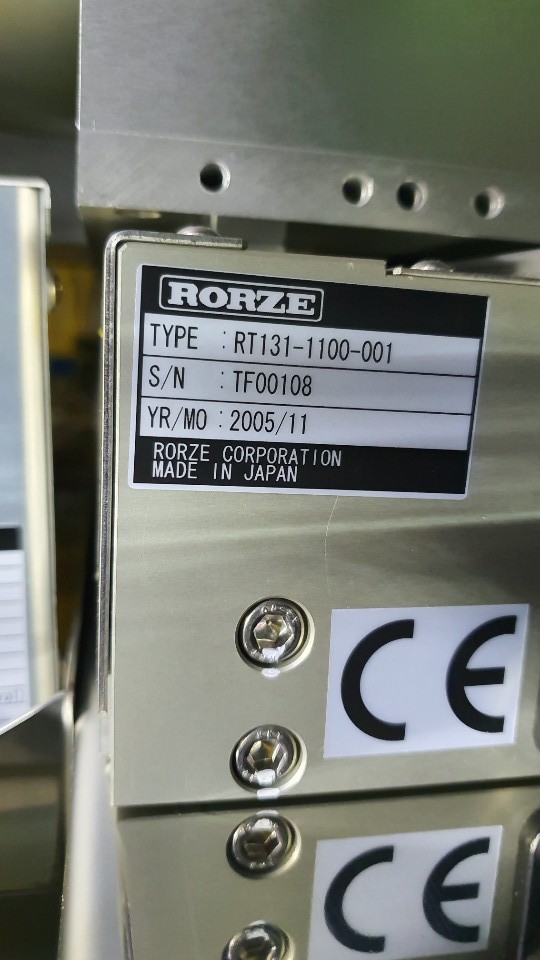 RORZE
TYPE : RT131-1100-001
S/N : TF00108
YR/MO : 2005/11
RORZE CORPORATION
MADE IN JAPAN
CE
CE